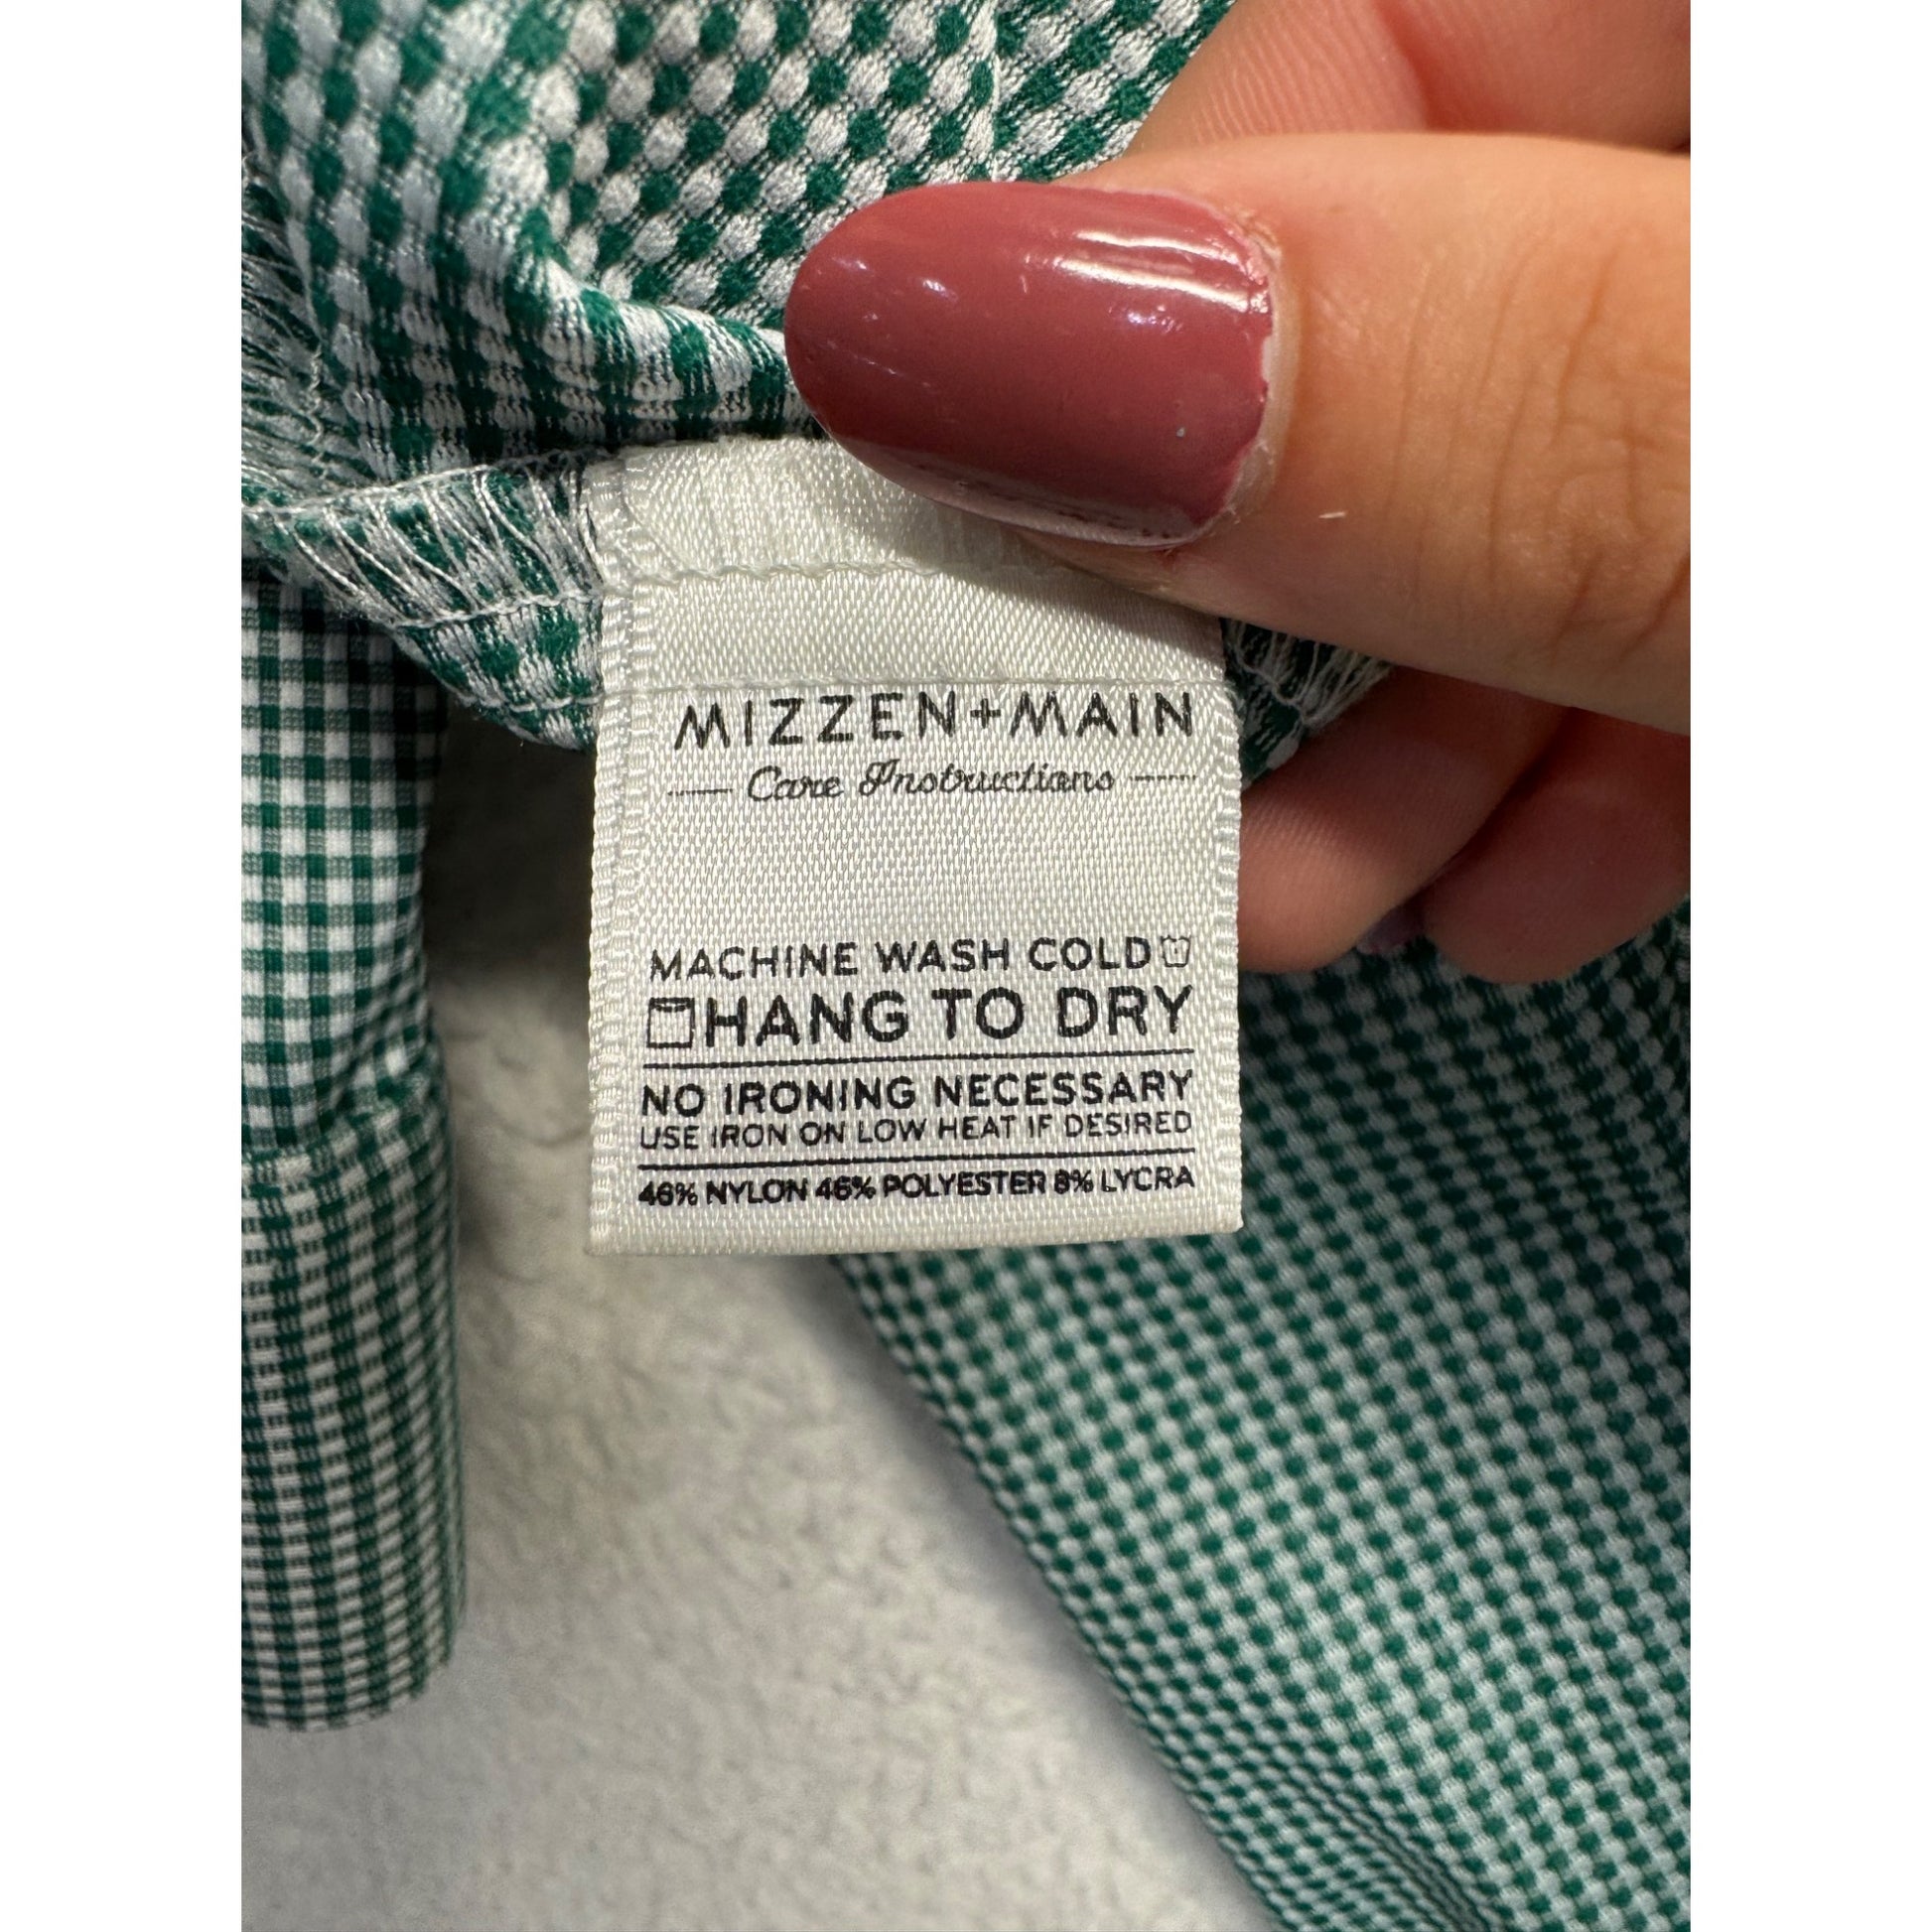 MIZZEN+MAIN
Care Instructions
MACHINE WASH COLD
HANG TO DRY
NO IRONING NECESSARY
USE IRON ON LOW HEAT IF DESIRED
46% NYLON 46% POLYESTER 8% LYCRA